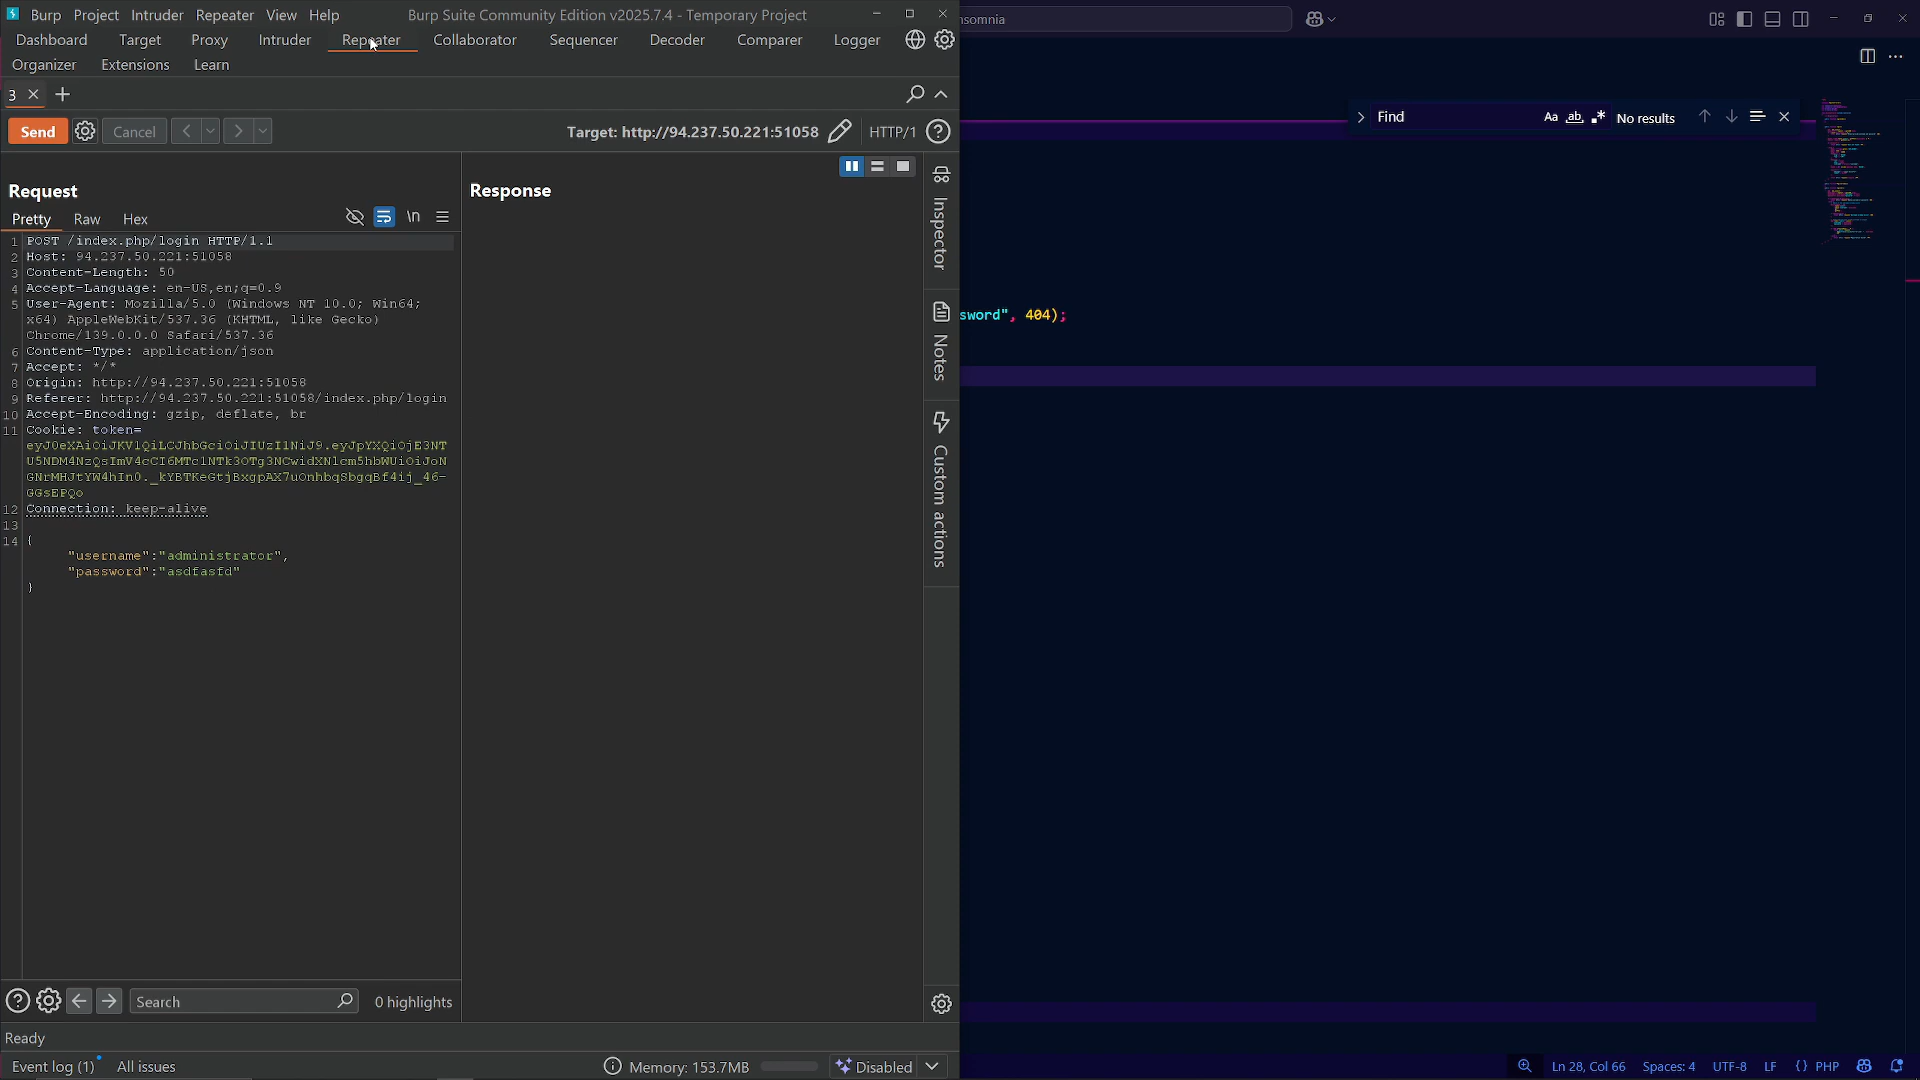 Burp Project Intruder Repeater View Help Burp Suite Community Edition v2025.7.4 - Temporary Project
nsomnia
Dashboard Target Proxy Intruder Repeater Collaborator Sequencer Decoder Comparer Logger
Organizer Extensions Learn
3
Find Aa ab No results
Send Cancel Target: http://94.237.50.221:51058 HTTP/1
Request
Response
Pretty Raw Hex \n
1 POST /index.php/login HTTP/1.1
2 Host: 94.237.50.221:51058
3 Content-Length: 50
4 Accept-Language: en-US,en;q=0.9
5 User-Agent: Mozilla/5.0 (Windows NT 10.0; Win64;
x64) AppleWebKit/537.36 (KHTML, like Gecko)
Chrome/139.0.0.0 Safari/537.36
6 Content-Type: application/json
7 Accept: */*
8 Origin: http://94.237.50.221:51058
9 Referer: http://94.237.50.221:51058/index.php/login
10 Accept-Encoding: gzip, deflate, br
11 Cookie: token=
eyJ0eXAiOiJKV1QiLCJhbGciOiJIUzI1NiJ9.eyJpYXQiOjE3NT
U5NDM4NzQsImV4cCI6MTc1NTk3OTg3NCwidXNlcm5hbWUiOiJoN
GNrMHJtYW4hIn0._kYBTKeGtjBxgpAX7uOnhbqSbgqBf4ij_46-
GGsEPQo
12 Connection: keep-alive
13
14 {
"username":"administrator",
"password":"asdfasfd"
}
Inspector
Notes
Custom actions
sword", 404);
Search 0 highlights
Ready
Event log (1) All issues Memory: 153.7MB Disabled
Ln 28, Col 66 Spaces: 4 UTF-8 LF {} PHP